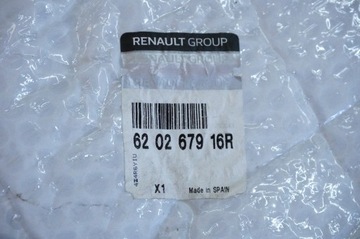 RENAULT GROUP
62 02 679 16R
X1
Made in SPAIN